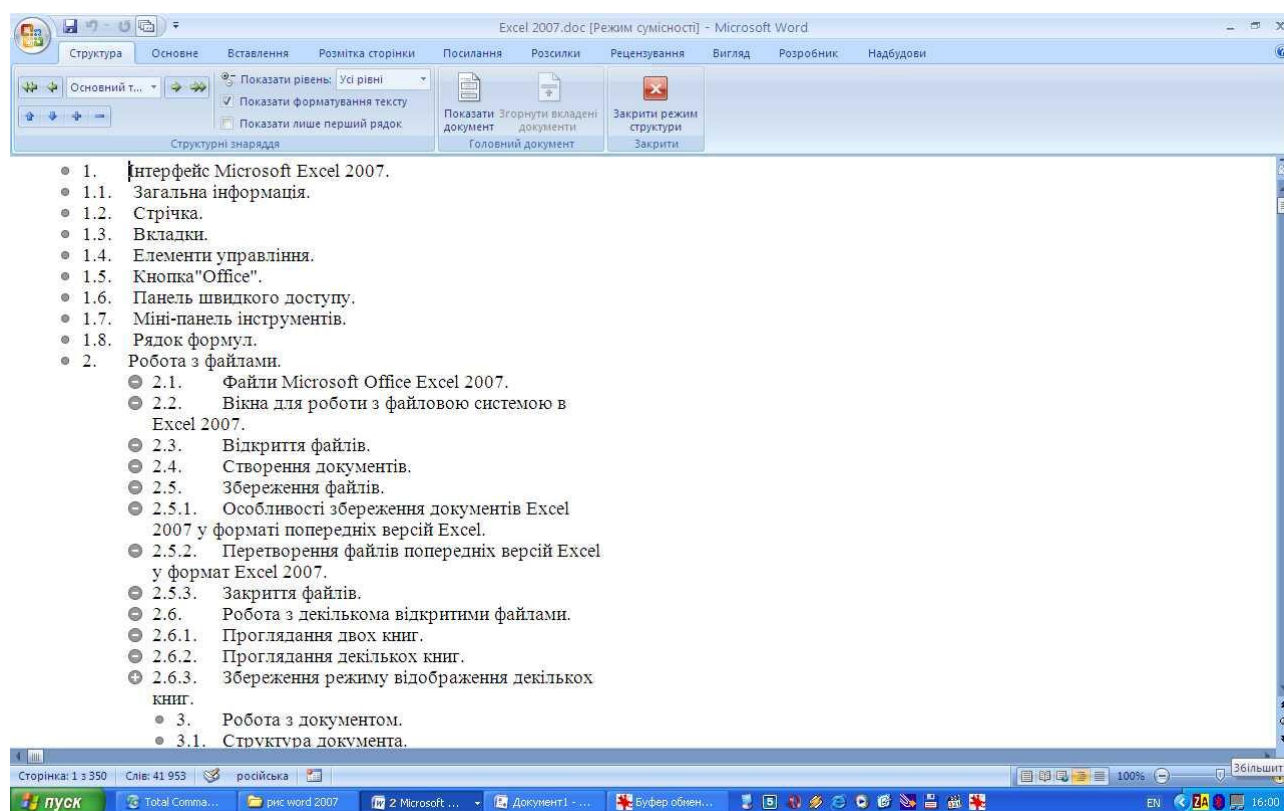 Excel 2007.doc [Режим сумісності] - Microsoft Word
Структура Основне Вставлення Розмітка сторінки Посилання Розсилки Рецензування Вигляд Розробник Надбудови
Основний т...
Показати рівень: Усі рівні
Показати форматування тексту
Показати лише перший рядок
Показати документ
Згорнути вкладені документи
Закрити режим структури
Структурні знаряддя Головний документ Закрити
1. Інтерфейс Microsoft Excel 2007.
1.1. Загальна інформація.
1.2. Стрічка.
1.3. Вкладки.
1.4. Елементи управління.
1.5. Кнопка"Office".
1.6. Панель швидкого доступу.
1.7. Міні-панель інструментів.
1.8. Рядок формул.
2. Робота з файлами.
2.1. Файли Microsoft Office Excel 2007.
2.2. Вікна для роботи з файловою системою в
Excel 2007.
2.3. Відкриття файлів.
2.4. Створення документів.
2.5. Збереження файлів.
2.5.1. Особливості збереження документів Excel
2007 у форматі попередніх версій Excel.
2.5.2. Перетворення файлів попередніх версій Excel
у формат Excel 2007.
2.5.3. Закриття файлів.
2.6. Робота з декількома відкритими файлами.
2.6.1. Проглядання двох книг.
2.6.2. Проглядання декількох книг.
2.6.3. Збереження режиму відображення декількох
книг.
3. Робота з документом.
3.1. Структура документа.
Сторінка: 1 з 350 Слів: 41 953 російська 100% Збільшит
пуск Total Comma... рис word 2007 2 Microsoft ... Документ1 - ... Буфер обмен... EN ZA 16:00